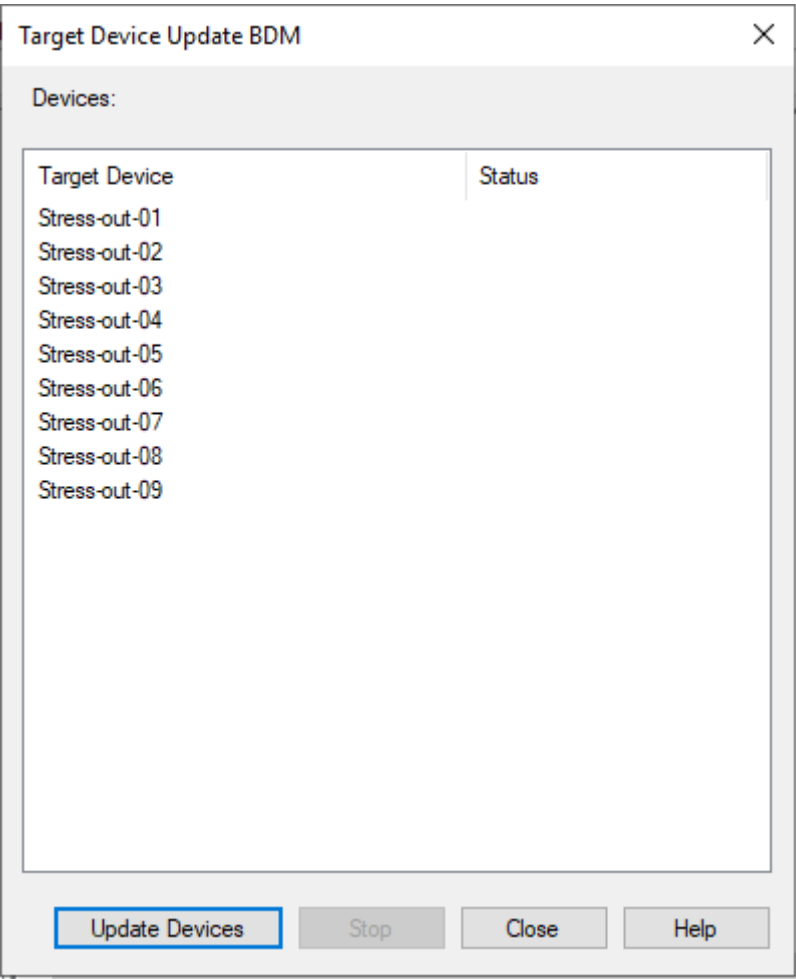 Target Device Update BDM
Devices:
Target Device Status
Stress-out-01
Stress-out-02
Stress-out-03
Stress-out-04
Stress-out-05
Stress-out-06
Stress-out-07
Stress-out-08
Stress-out-09
Update Devices Stop Close Help